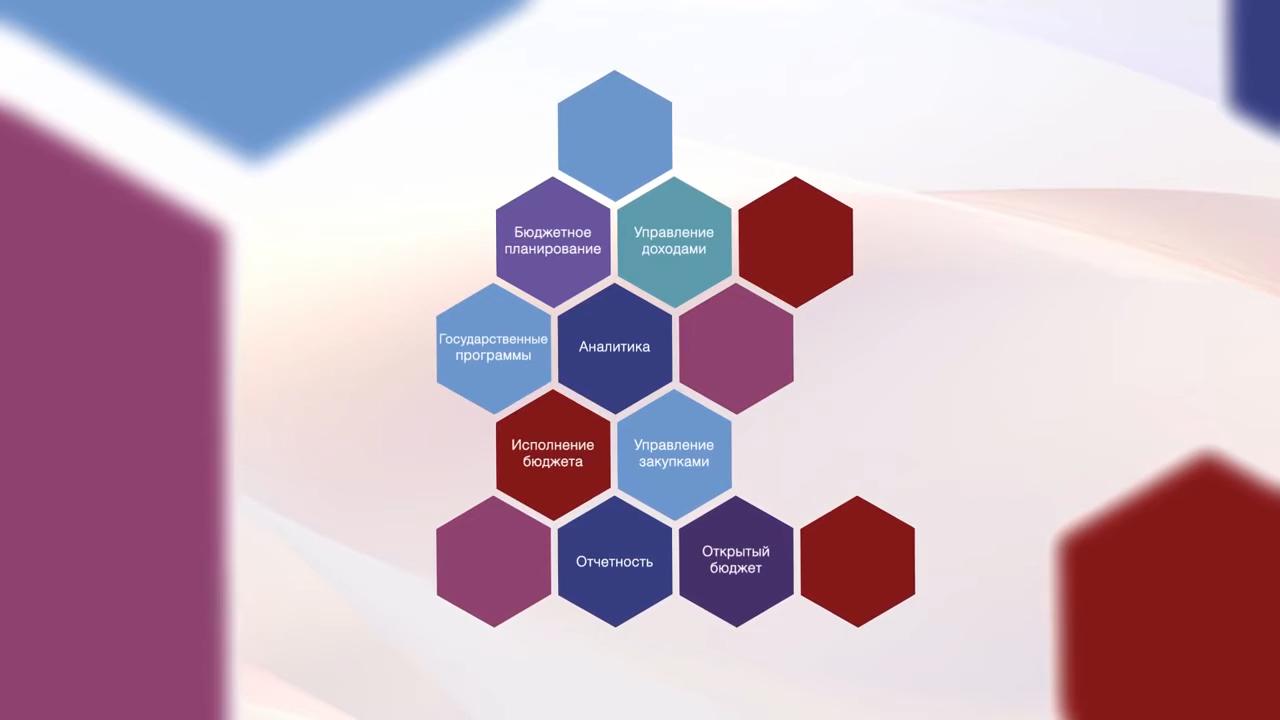 Бюджетное
планирование
Управление
доходами
Государственные
программы
Аналитика
Исполнение
бюджета
Управление
закупками
Отчетность
Открытый
бюджет